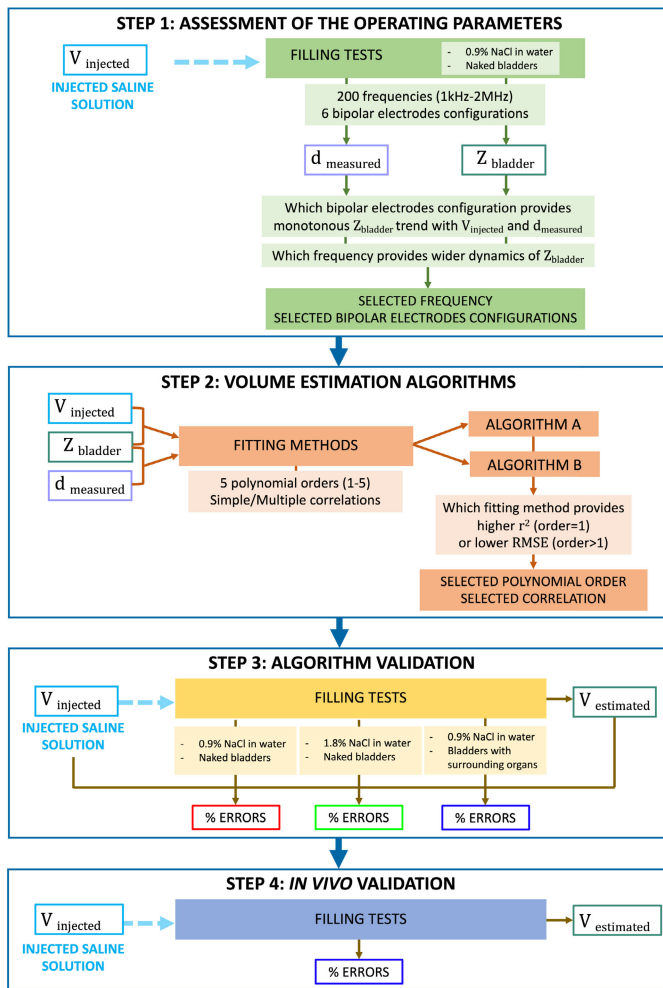 STEP 1: ASSESSMENT OF THE OPERATING PARAMETERS
V injected
INJECTED SALINE
SOLUTION
FILLING TESTS
- 0.9% NaCl in water
- Naked bladders
200 frequencies (1kHz-2MHz)
6 bipolar electrodes configurations
d measured
Z bladder
Which bipolar electrodes configuration provides
monotonous Zbladder trend with Vinjected and dmeasured
Which frequency provides wider dynamics of Zbladder
SELECTED FREQUENCY
SELECTED BIPOLAR ELECTRODES CONFIGURATIONS
STEP 2: VOLUME ESTIMATION ALGORITHMS
V injected
Z bladder
d measured
FITTING METHODS
5 polynomial orders (1-5)
Simple/Multiple correlations
ALGORITHM A
ALGORITHM B
Which fitting method provides
higher r² (order=1)
or lower RMSE (order>1)
SELECTED POLYNOMIAL ORDER
SELECTED CORRELATION
STEP 3: ALGORITHM VALIDATION
V injected
INJECTED SALINE
SOLUTION
FILLING TESTS
V estimated
- 0.9% NaCl in water
- Naked bladders
- 1.8% NaCl in water
- Naked bladders
- 0.9% NaCl in water
- Bladders with
surrounding organs
% ERRORS
% ERRORS
% ERRORS
STEP 4: IN VIVO VALIDATION
V injected
INJECTED SALINE
SOLUTION
FILLING TESTS
V estimated
% ERRORS